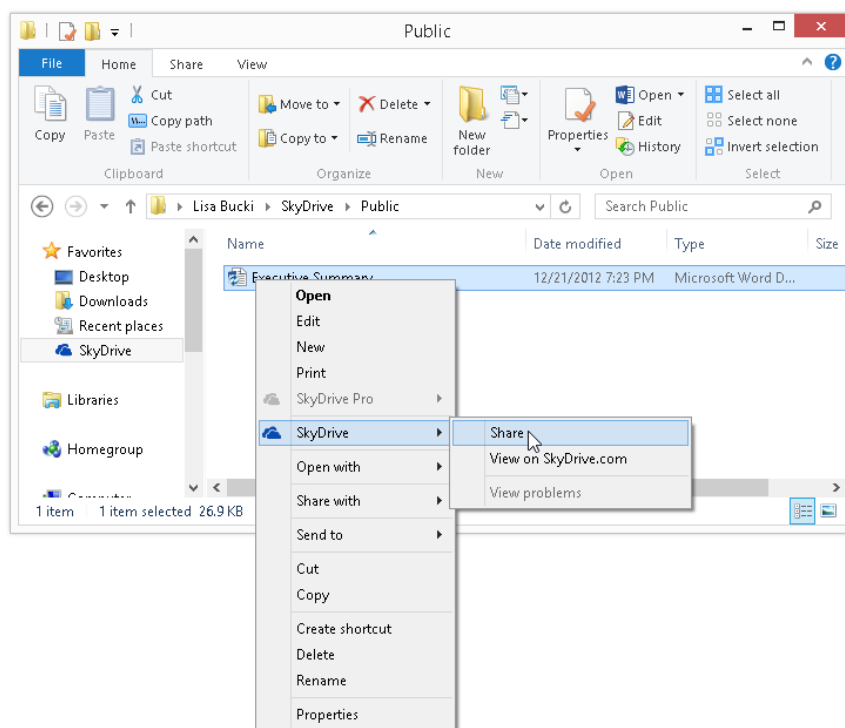 Public
File Home Share View
Copy
Paste
Cut
Copy path
Paste shortcut
Clipboard
Move to
Copy to
Delete
Rename
Organize
New folder
New
Properties
Open
Edit
History
Open
Select all
Select none
Invert selection
Select
Lisa Bucki SkyDrive Public
Search Public
Name Date modified Type Size
Favorites
Desktop
Downloads
Recent places
SkyDrive
Libraries
Homegroup
Computer
Executive Summary 12/21/2012 7:23 PM Microsoft Word D...
Open
Edit
New
Print
SkyDrive Pro
SkyDrive
Open with
Share with
Send to
Cut
Copy
Create shortcut
Delete
Rename
Properties
Share
View on SkyDrive.com
View problems
1 item 1 item selected 26.9 KB